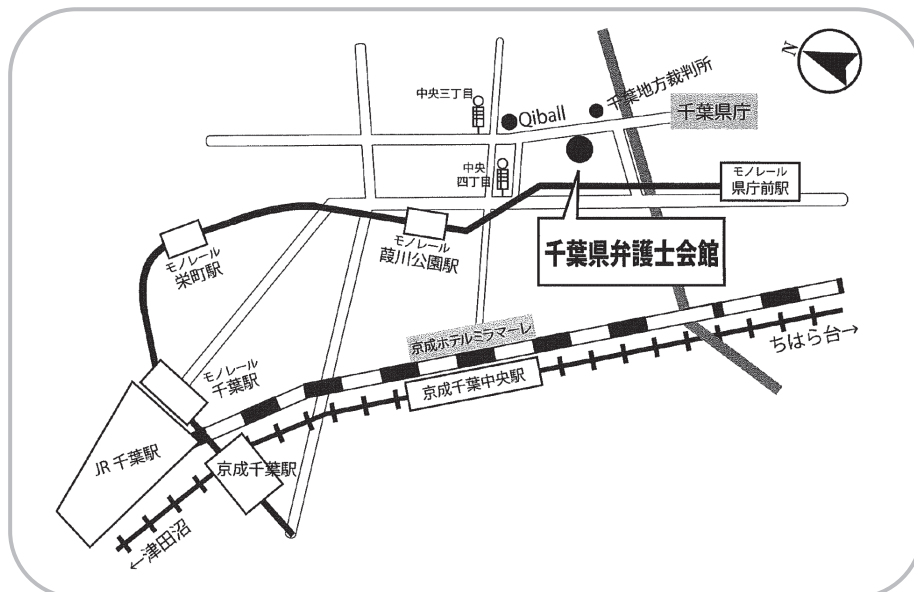 N
中央三丁目
Qiball
千葉地方裁判所
千葉県庁
中央
四丁目
モノレール
県庁前駅
千葉県弁護士会館
モノレール
葭川公園駅
モノレール
栄町駅
京成ホテルミラマーレ
ちはら台→
モノレール
千葉駅
京成千葉中央駅
JR 千葉駅
京成千葉駅
←津田沼